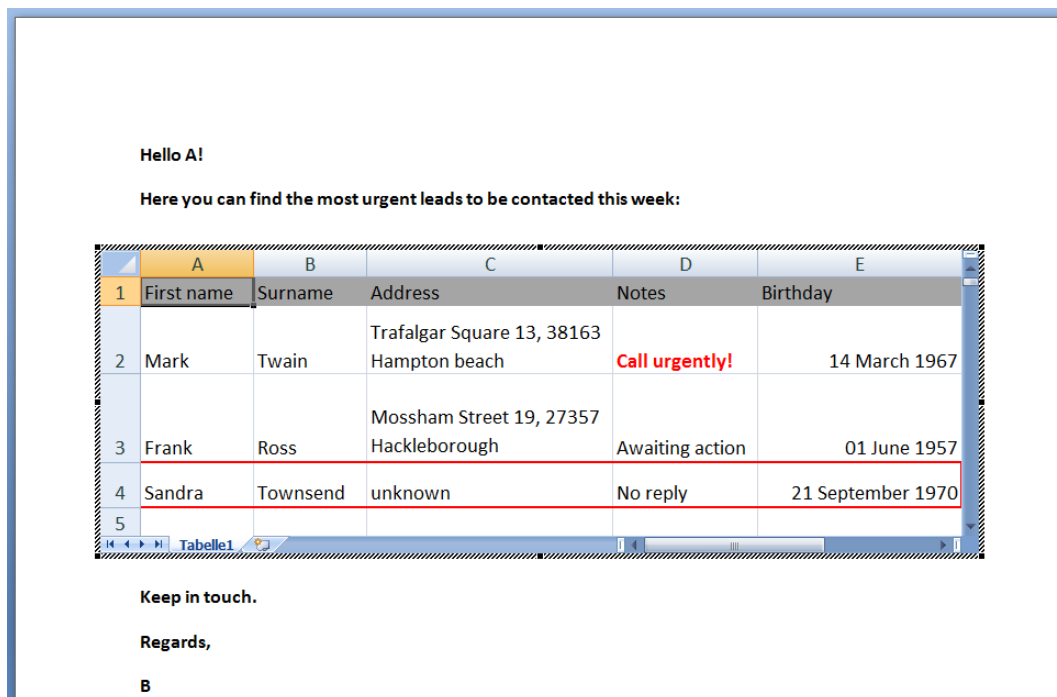 Hello A!
Here you can find the most urgent leads to be contacted this week:
A B C D E
1 First name Surname Address Notes Birthday
Trafalgar Square 13, 38163
2 Mark Twain Hampton beach Call urgently! 14 March 1967
Mossham Street 19, 27357
3 Frank Ross Hackleborough Awaiting action 01 June 1957
4 Sandra Townsend unknown No reply 21 September 1970
5
Tabelle1
Keep in touch.
Regards,
B